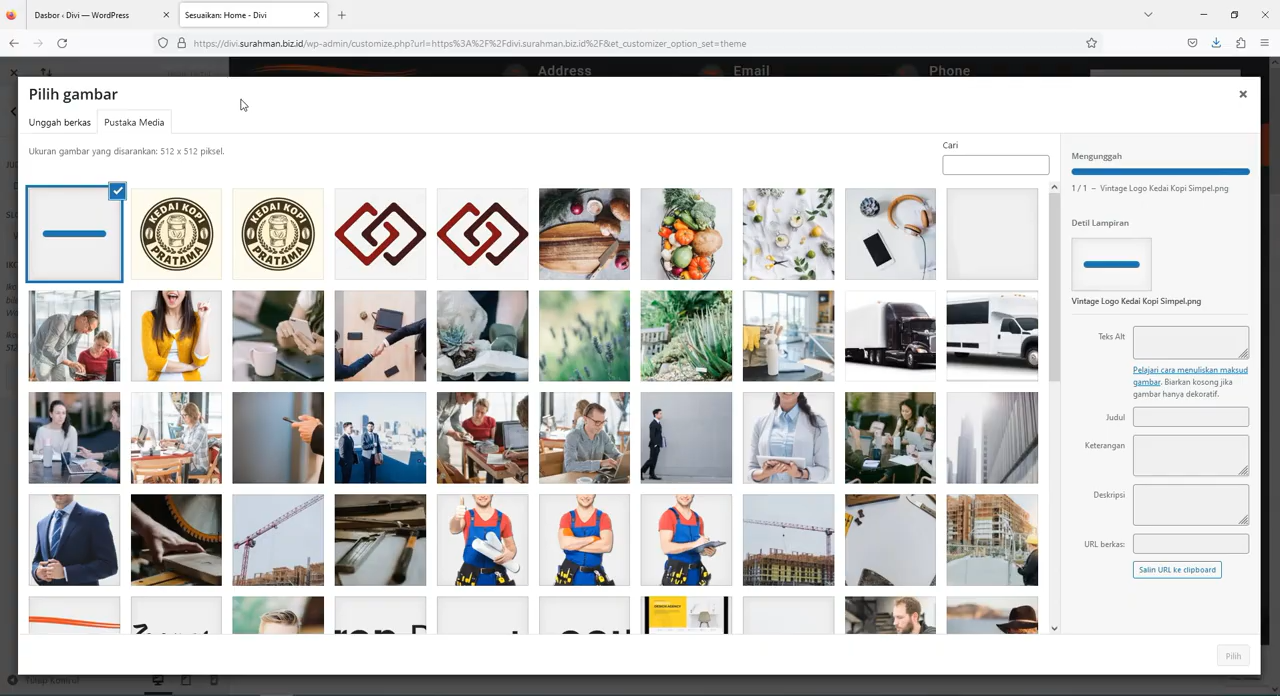 Dasbor ‹ Divi — WordPress
Sesuaikan: Home - Divi
https://divi.surahman.biz.id/wp-admin/customize.php?url=https%3A%2F%2Fdivi.surahman.biz.id%2F&et_customizer_option_set=theme
Address
Email
Phone
Pilih gambar
Unggah berkas
Pustaka Media
Ukuran gambar yang disarankan: 512 x 512 piksel.
Cari
Mengunggah
1 / 1 – Vintage Logo Kedai Kopi Simpel.png
Detil Lampiran
Vintage Logo Kedai Kopi Simpel.png
Teks Alt
Pelajari cara menuliskan maksud
gambar. Biarkan kosong jika
gambar hanya dekoratif.
Judul
Keterangan
Deskripsi
URL berkas:
Salin URL ke clipboard
KEDAI KOPI
PRATAMA
KEDAI KOPI
PRATAMA
DESIGN
AGENCY
Pilih